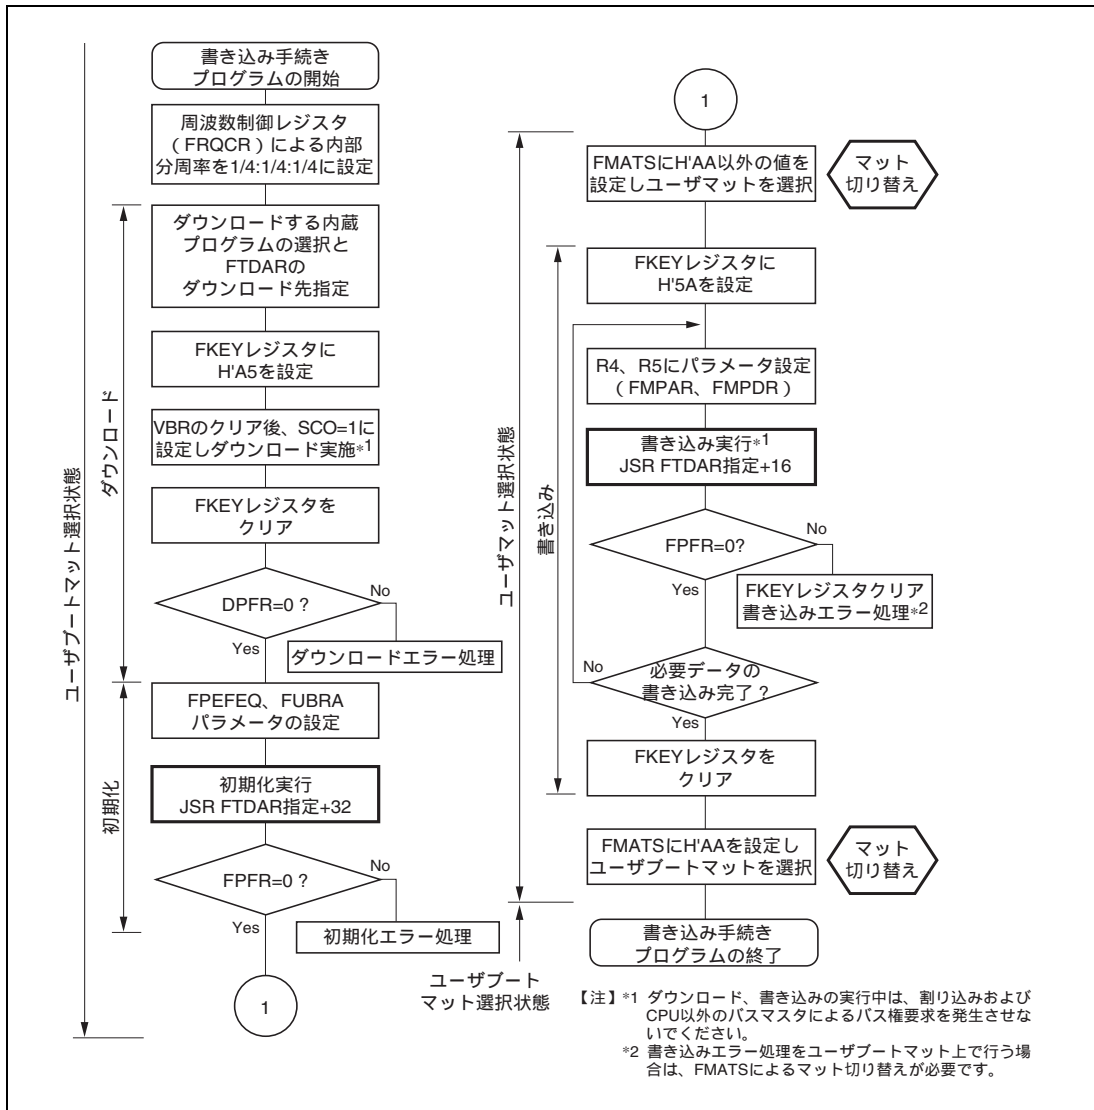 書き込み手続き
プログラムの開始
周波数制御レジスタ
（FRQCR）による内部
分周率を1/4:1/4:1/4に設定
ダウンロードする内蔵
プログラムの選択と
FTDARの
ダウンロード先指定
FKEYレジスタに
H'A5を設定
VBRのクリア後、SCO=1に
設定しダウンロード実施*1
FKEYレジスタを
クリア
DPFR=0？
No
Yes
ダウンロードエラー処理
FPEFEQ、FUBRA
パラメータの設定
初期化実行
JSR FTDAR指定+32
FPFR=0？
No
Yes
初期化エラー処理
1
ダウンロード
初期化
ユーザブートマット選択状態
1
FMATSにH'AA以外の値を
設定しユーザマットを選択
マット
切り替え
FKEYレジスタに
H'5Aを設定
R4、R5にパラメータ設定
（FMPAR、FMPDR）
書き込み実行*1
JSR FTDAR指定+16
FPFR=0?
No
Yes
FKEYレジスタクリア
書き込みエラー処理*2
No
必要データの
書き込み完了？
Yes
FKEYレジスタを
クリア
FMATSにH'AAを設定し
ユーザブートマットを選択
マット
切り替え
書き込み手続き
プログラムの終了
書き込み
ユーザマット選択状態
ユーザブート
マット選択状態
【注】*1 ダウンロード、書き込みの実行中は、割り込みおよび
CPU以外のバスマスタによるバス権要求を発生させな
いでください。
*2 書き込みエラー処理をユーザブートマット上で行う場
合は、FMATSによるマット切り替えが必要です。